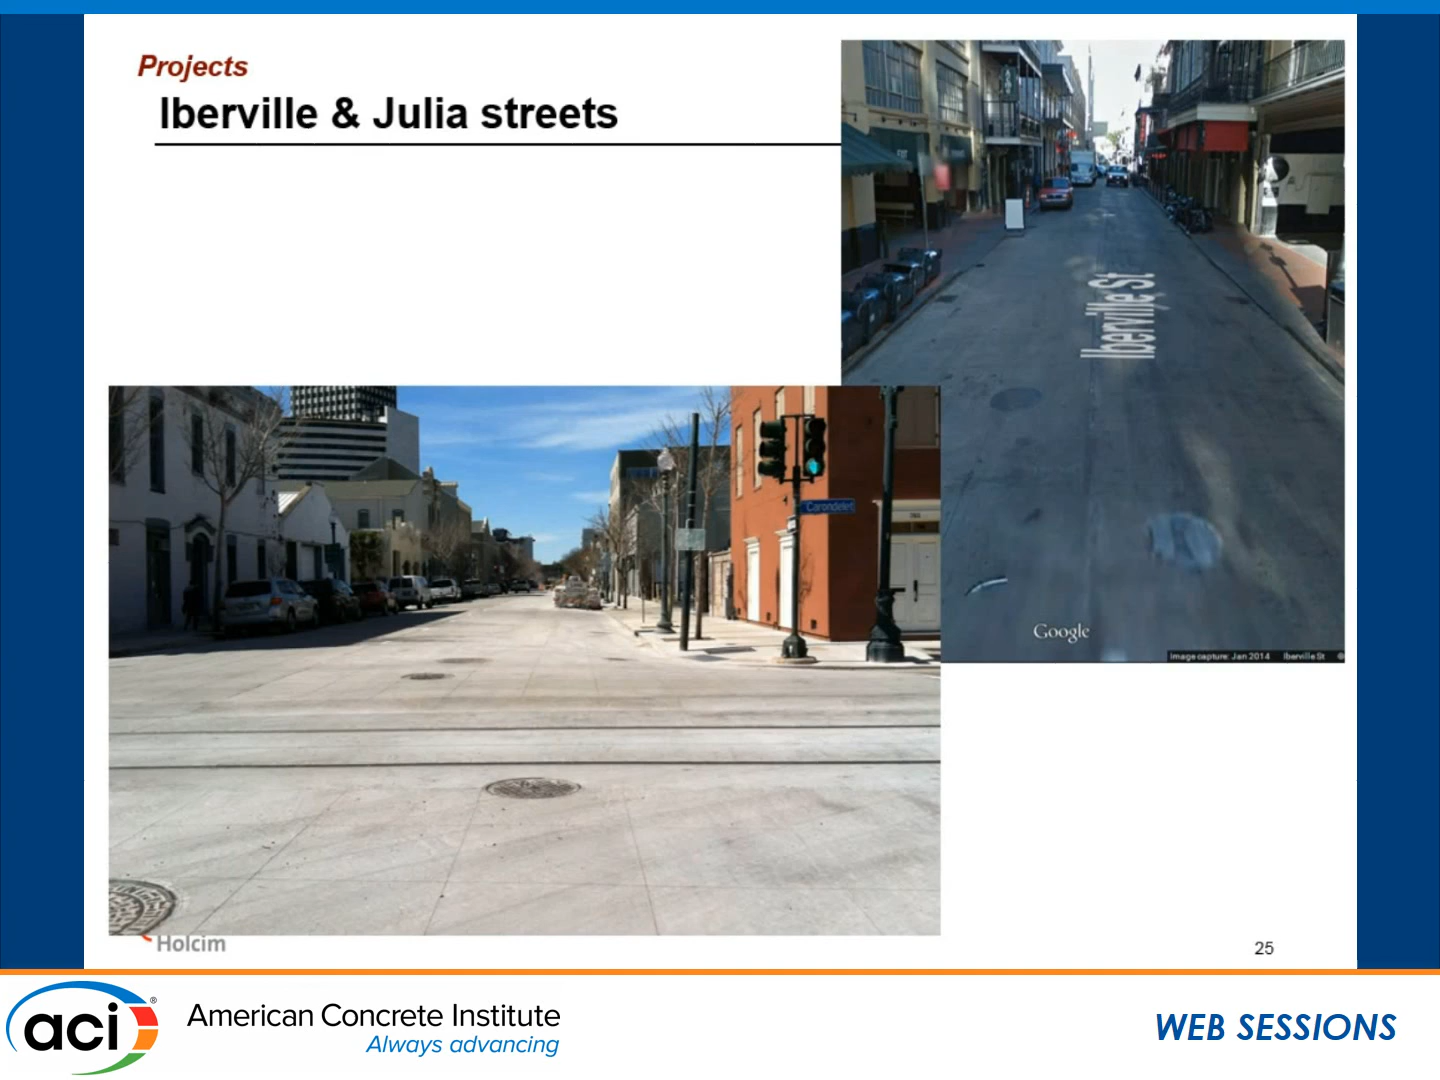 Projects
Iberville & Julia streets
Iberville St
Carondelet
Google
Image capture: Jan 2014 Iberville St
Holcim
25
aci®
American Concrete Institute
Always advancing
WEB SESSIONS